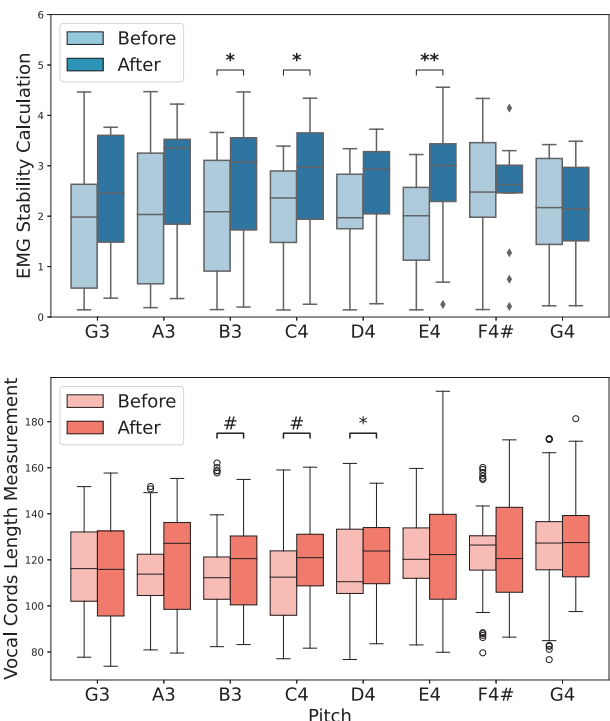 6
5
4
3
2
1
0
EMG Stability Calculation
Before
After
*
*
**
G3 A3 B3 C4 D4 E4 F4# G4
180
160
140
120
100
80
Vocal Cords Length Measurement
Before
After
#
#
*
G3 A3 B3 C4 D4 E4 F4# G4
Pitch